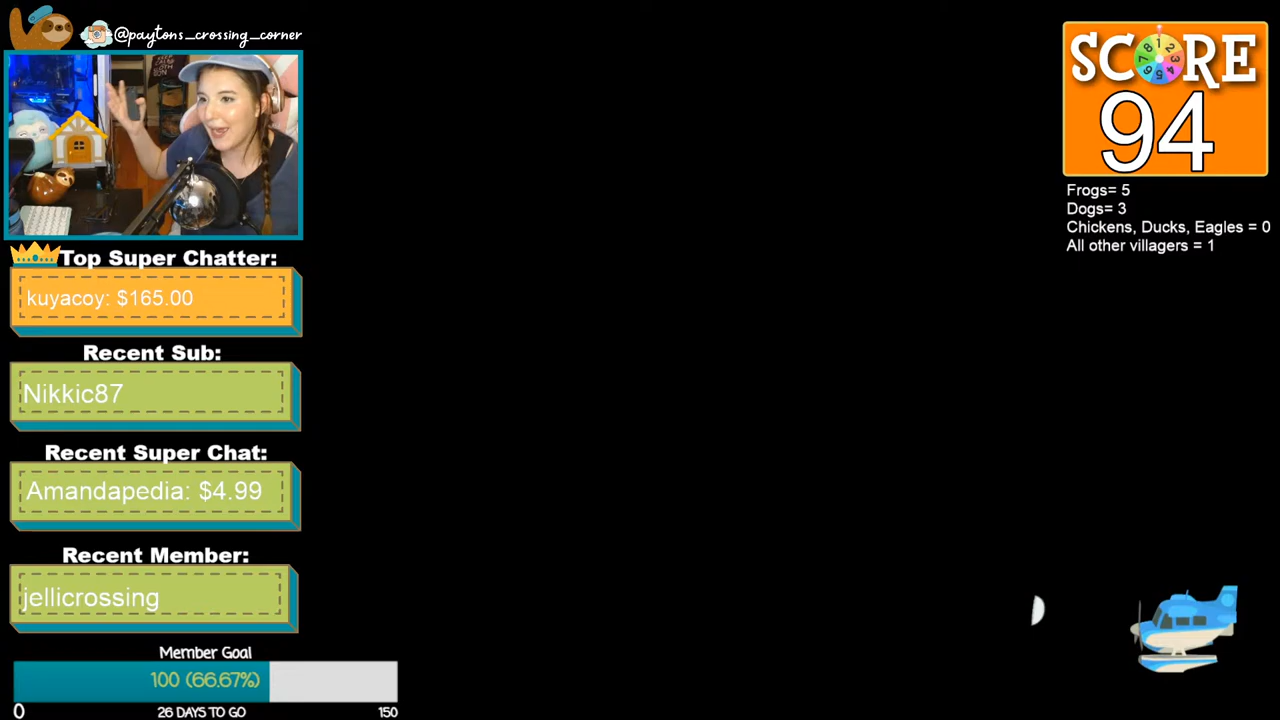 @paytons_crossing_corner
Top Super Chatter:
kuyacoy: $165.00
Recent Sub:
Nikkic87
Recent Super Chat:
Amandapedia: $4.99
Recent Member:
jellicrossing
Member Goal
100 (66.67%)
0 26 DAYS TO GO 150
SCORE
94
Frogs= 5
Dogs= 3
Chickens, Ducks, Eagles = 0
All other villagers = 1